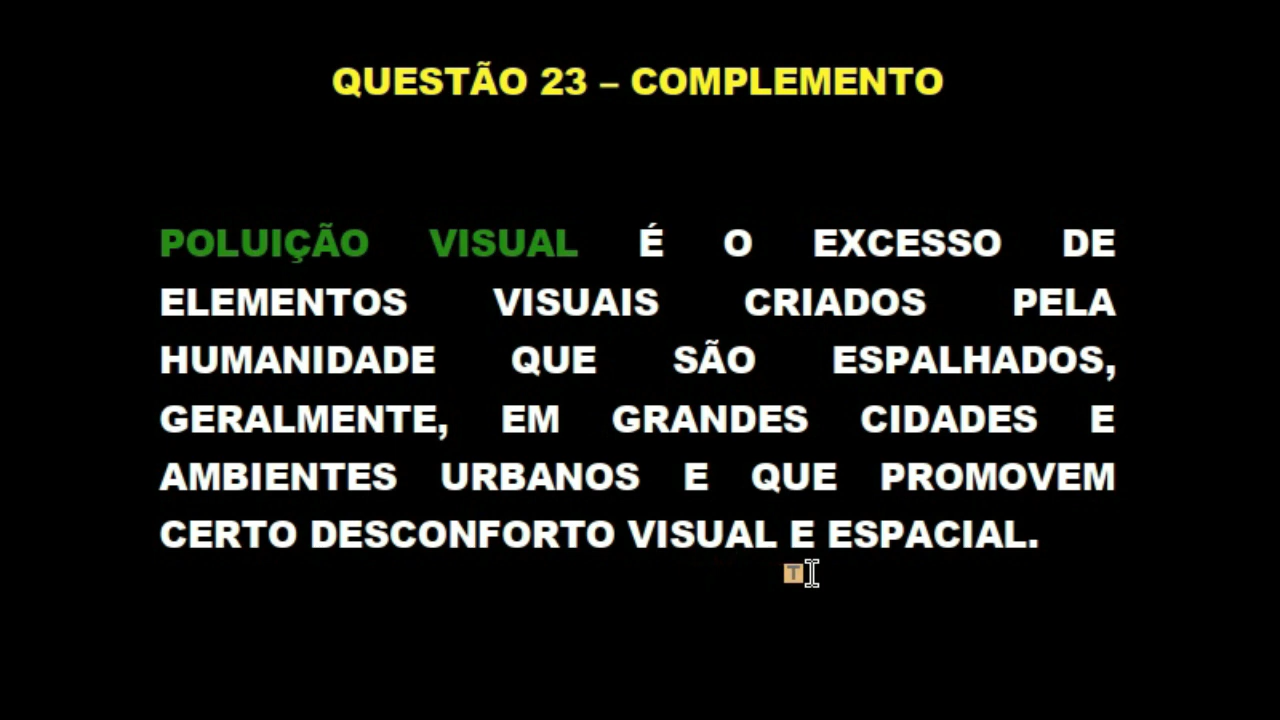 QUESTÃO 23 – COMPLEMENTO
POLUIÇÃO VISUAL É O EXCESSO DE
ELEMENTOS VISUAIS CRIADOS PELA
HUMANIDADE QUE SÃO ESPALHADOS,
GERALMENTE, EM GRANDES CIDADES E
AMBIENTES URBANOS E QUE PROMOVEM
CERTO DESCONFORTO VISUAL E ESPACIAL.
T